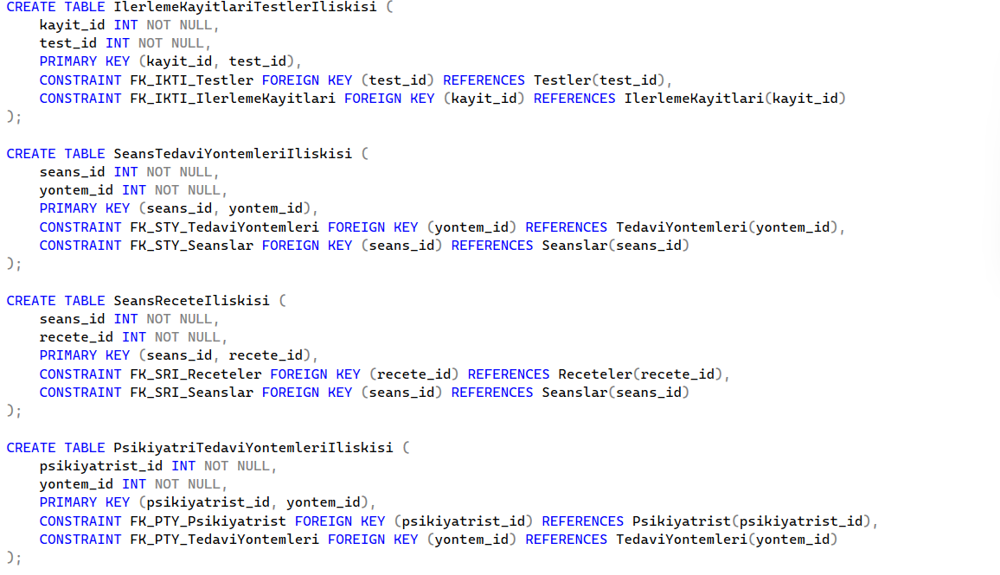 CREATE TABLE IlerlemeKayitlariTestlerIliskisi (
    kayit_id INT NOT NULL,
    test_id INT NOT NULL,
    PRIMARY KEY (kayit_id, test_id),
    CONSTRAINT FK_IKTI_Testler FOREIGN KEY (test_id) REFERENCES Testler(test_id),
    CONSTRAINT FK_IKTI_IlerlemeKayitlari FOREIGN KEY (kayit_id) REFERENCES IlerlemeKayitlari(kayit_id)
);

CREATE TABLE SeansTedaviYontemleriIliskisi (
    seans_id INT NOT NULL,
    yontem_id INT NOT NULL,
    PRIMARY KEY (seans_id, yontem_id),
    CONSTRAINT FK_STY_TedaviYontemleri FOREIGN KEY (yontem_id) REFERENCES TedaviYontemleri(yontem_id),
    CONSTRAINT FK_STY_Seanslar FOREIGN KEY (seans_id) REFERENCES Seanslar(seans_id)
);

CREATE TABLE SeansReceteIliskisi (
    seans_id INT NOT NULL,
    recete_id INT NOT NULL,
    PRIMARY KEY (seans_id, recete_id),
    CONSTRAINT FK_SRI_Receteler FOREIGN KEY (recete_id) REFERENCES Receteler(recete_id),
    CONSTRAINT FK_SRI_Seanslar FOREIGN KEY (seans_id) REFERENCES Seanslar(seans_id)
);

CREATE TABLE PsikiyatriTedaviYontemleriIliskisi (
    psikiyatrist_id INT NOT NULL,
    yontem_id INT NOT NULL,
    PRIMARY KEY (psikiyatrist_id, yontem_id),
    CONSTRAINT FK_PTY_Psikiyatrist FOREIGN KEY (psikiyatrist_id) REFERENCES Psikiyatrist(psikiyatrist_id),
    CONSTRAINT FK_PTY_TedaviYontemleri FOREIGN KEY (yontem_id) REFERENCES TedaviYontemleri(yontem_id)
);